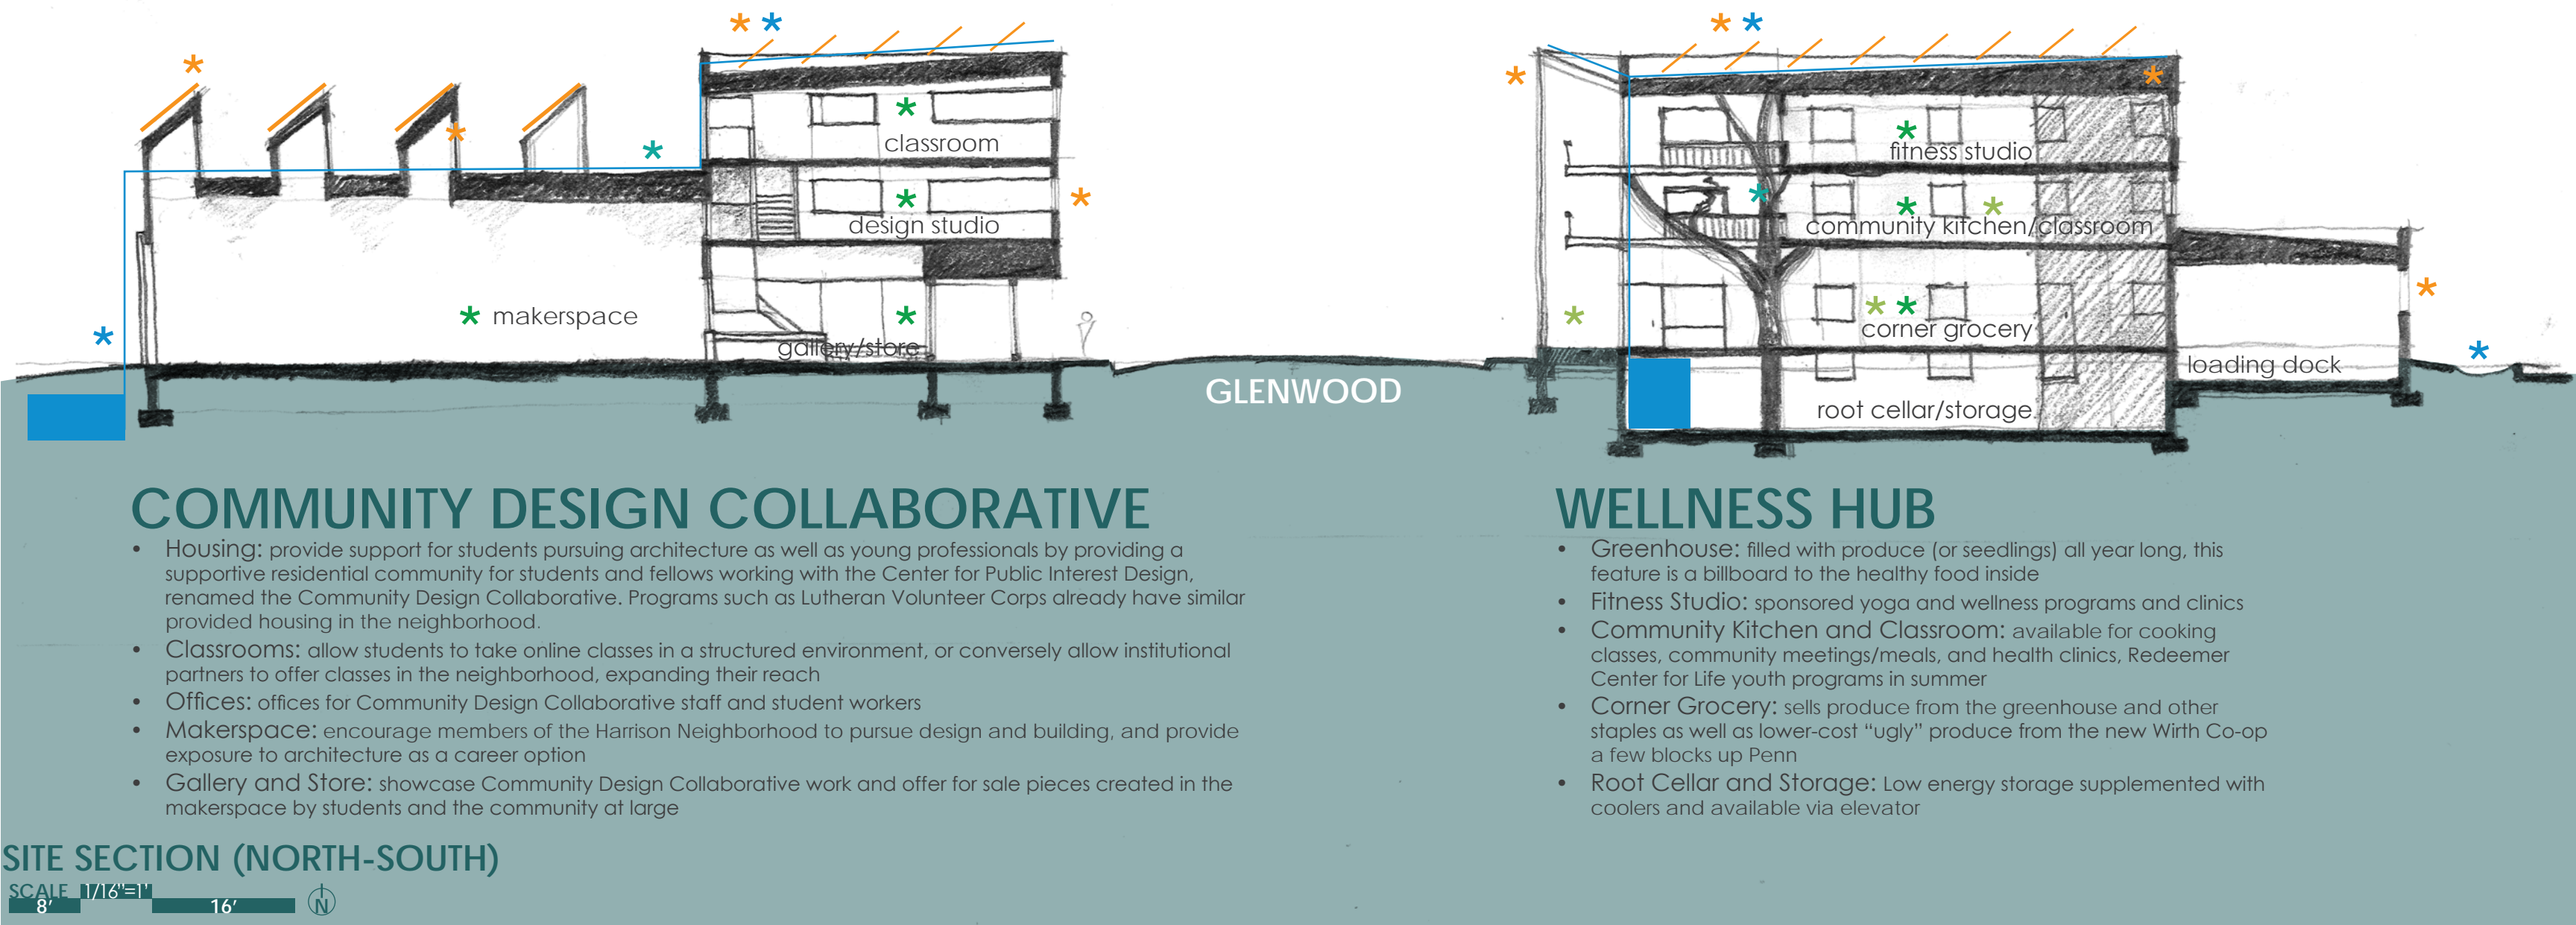 classroom
design studio
makerspace
gallery/store
GLENWOOD
fitness studio
community kitchen/classroom
corner grocery
loading dock
root cellar/storage
COMMUNITY DESIGN COLLABORATIVE
• Housing: provide support for students pursuing architecture as well as young professionals by providing a
supportive residential community for students and fellows working with the Center for Public Interest Design,
renamed the Community Design Collaborative. Programs such as Lutheran Volunteer Corps already have similar
provided housing in the neighborhood.
• Classrooms: allow students to take online classes in a structured environment, or conversely allow institutional
partners to offer classes in the neighborhood, expanding their reach
• Offices: offices for Community Design Collaborative staff and student workers
• Makerspace: encourage members of the Harrison Neighborhood to pursue design and building, and provide
exposure to architecture as a career option
• Gallery and Store: showcase Community Design Collaborative work and offer for sale pieces created in the
makerspace by students and the community at large
WELLNESS HUB
• Greenhouse: filled with produce (or seedlings) all year long, this
feature is a billboard to the healthy food inside
• Fitness Studio: sponsored yoga and wellness programs and clinics
• Community Kitchen and Classroom: available for cooking
classes, community meetings/meals, and health clinics, Redeemer
Center for Life youth programs in summer
• Corner Grocery: sells produce from the greenhouse and other
staples as well as lower-cost “ugly” produce from the new Wirth Co-op
a few blocks up Penn
• Root Cellar and Storage: Low energy storage supplemented with
coolers and available via elevator
SITE SECTION (NORTH-SOUTH)
SCALE 1/16"=1'
8’ 16’ N